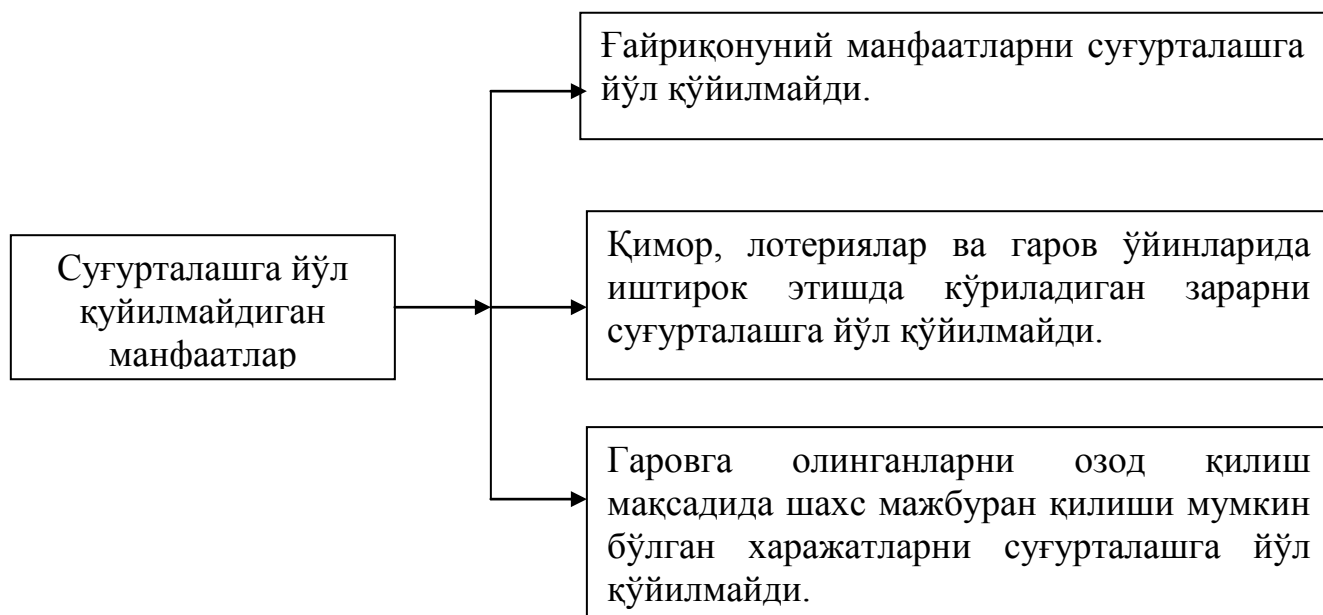 Ғайриқонуний манфаатларни суғурталашга
йўл қўйилмайди.
Суғурталашга йўл
қуйилмайдиган
манфаатлар
Қимор, лотериялар ва гаров ўйинларида
иштирок этишда кўриладиган зарарни
суғурталашга йўл қўйилмайди.
Гаровга олинганларни озод қилиш
мақсадида шахс мажбуран қилиши мумкин
бўлган харажатларни суғурталашга йўл
қўйилмайди.